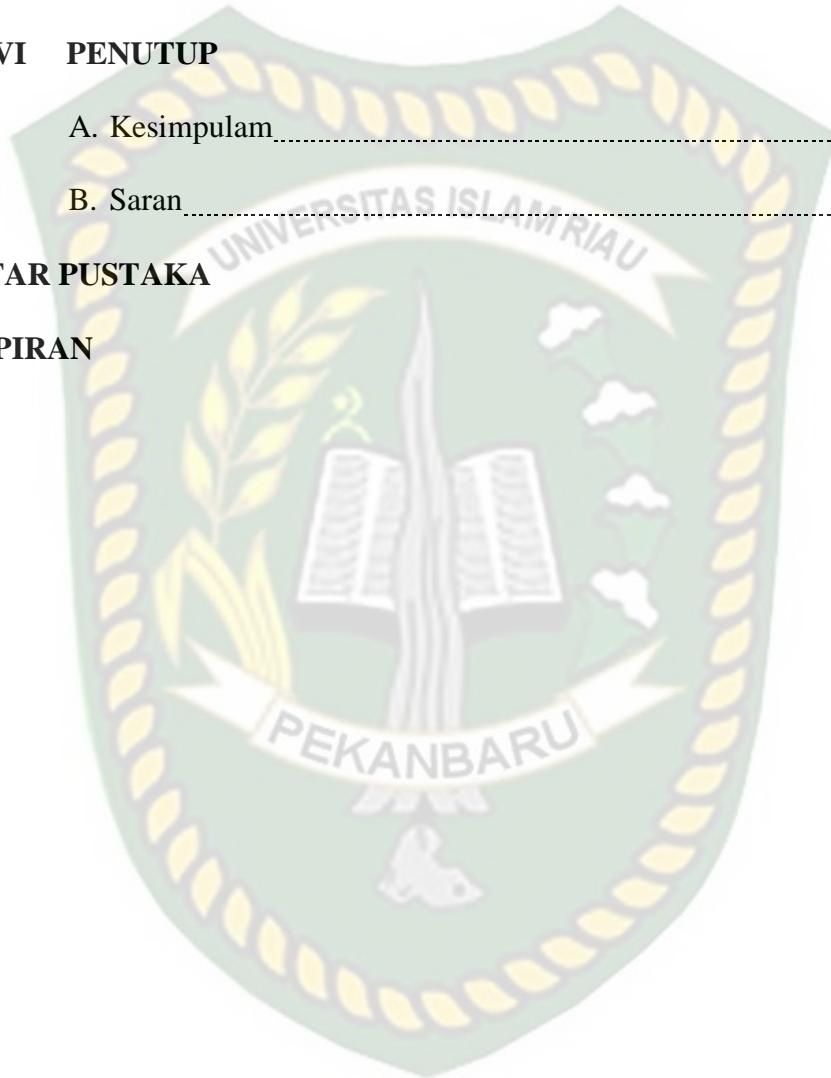 VI PENUTUP
A. Kesimpulam
B. Saran
UNIVERSITAS ISLAM RIAU
TAR PUSTAKA
PIRAN
PEKANBARU